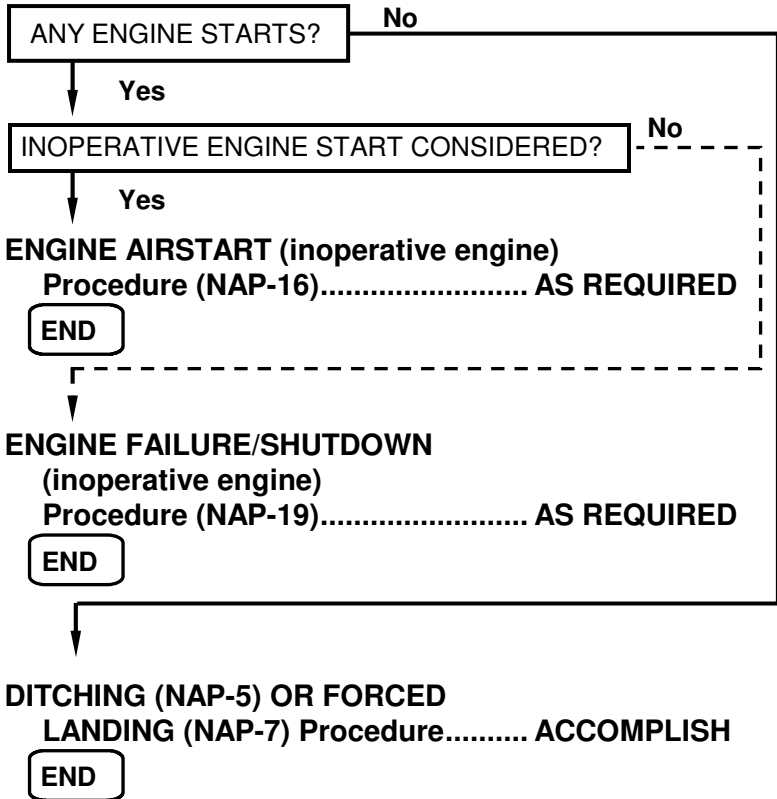 ANY ENGINE STARTS?
No
Yes
INOPERATIVE ENGINE START CONSIDERED?
No
Yes
ENGINE AIRSTART (inoperative engine)
Procedure (NAP-16)........................ AS REQUIRED
END
ENGINE FAILURE/SHUTDOWN
(inoperative engine)
Procedure (NAP-19)........................ AS REQUIRED
END
DITCHING (NAP-5) OR FORCED
LANDING (NAP-7) Procedure.......... ACCOMPLISH
END